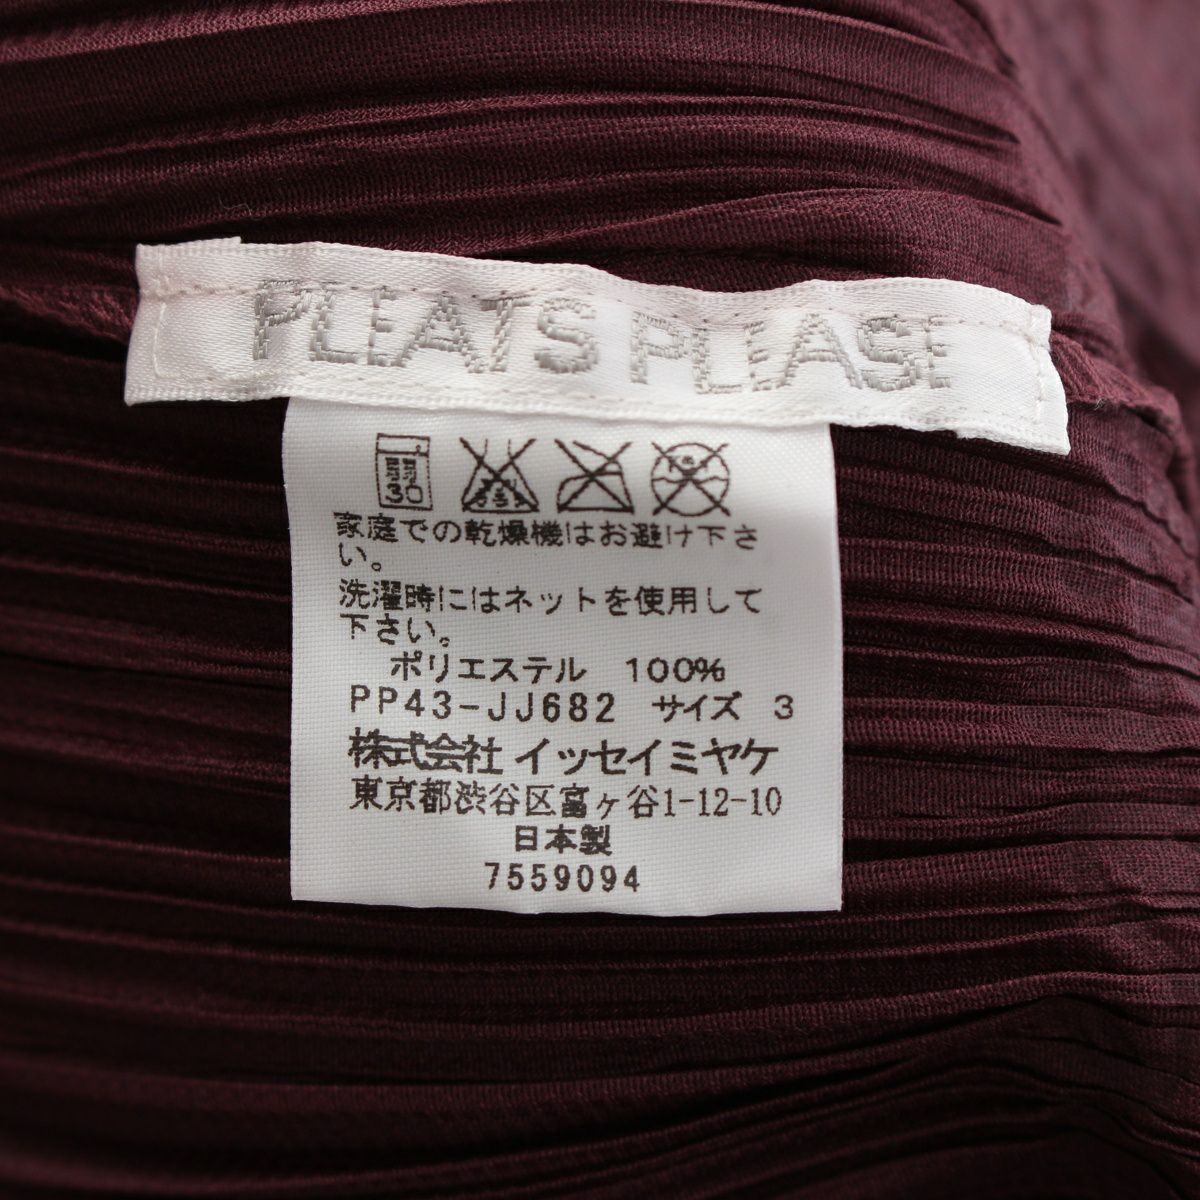 PLEATS PLEASE
30
家庭での乾燥機はお避け下さ
い。
洗濯時にはネットを使用して
下さい。
ポリエステル 100%
PP43-JJ682 サイズ 3
株式会社 イッセイミヤケ
東京都渋谷区富ヶ谷1-12-10
日本製
7559094